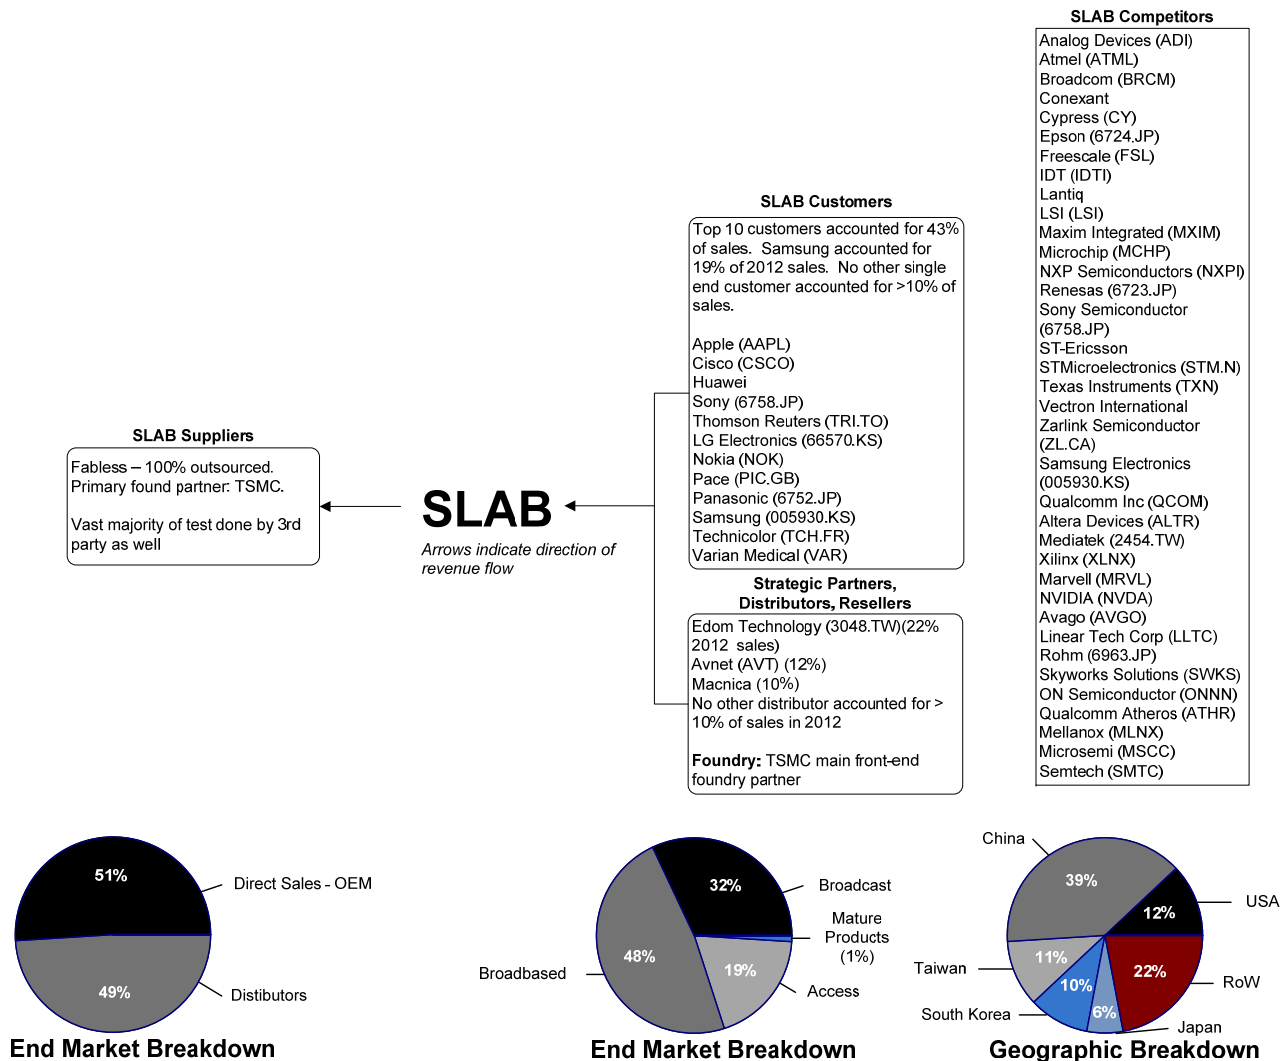 SLAB Competitors
Analog Devices (ADI)
Atmel (ATML)
Broadcom (BRCM)
Conexant
Cypress (CY)
Epson (6724.JP)
Freescale (FSL)
IDT (IDTI)
Lantiq
LSI (LSI)
Maxim Integrated (MXIM)
Microchip (MCHP)
NXP Semiconductors (NXPI)
Renesas (6723.JP)
Sony Semiconductor
(6758.JP)
ST-Ericsson
STMicroelectronics (STM.N)
Texas Instruments (TXN)
Vectron International
Zarlink Semiconductor
(ZL.CA)
Samsung Electronics
(005930.KS)
Qualcomm Inc (QCOM)
Altera Devices (ALTR)
Mediatek (2454.TW)
Xilinx (XLNX)
Marvell (MRVL)
NVIDIA (NVDA)
Avago (AVGO)
Linear Tech Corp (LLTC)
Rohm (6963.JP)
Skyworks Solutions (SWKS)
ON Semiconductor (ONNN)
Qualcomm Atheros (ATHR)
Mellanox (MLNX)
Microsemi (MSCC)
Semtech (SMTC)
SLAB Customers
Top 10 customers accounted for 43%
of sales. Samsung accounted for
19% of 2012 sales. No other single
end customer accounted for >10% of
sales.
Apple (AAPL)
Cisco (CSCO)
Huawei
Sony (6758.JP)
Thomson Reuters (TRI.TO)
LG Electronics (66570.KS)
Nokia (NOK)
Pace (PIC.GB)
Panasonic (6752.JP)
Samsung (005930.KS)
Technicolor (TCH.FR)
Varian Medical (VAR)
SLAB Suppliers
Fabless – 100% outsourced.
Primary found partner: TSMC.
Vast majority of test done by 3rd
party as well
SLAB
Arrows indicate direction of
revenue flow
Strategic Partners,
Distributors, Resellers
Edom Technology (3048.TW)(22%
2012 sales)
Avnet (AVT) (12%)
Macnica (10%)
No other distributor accounted for >
10% of sales in 2012
Foundry: TSMC main front-end
foundry partner
51%
Direct Sales - OEM
49%
Distibutors
End Market Breakdown
32%
Broadcast
Mature
Products
(1%)
48%
Broadbased
19%
Access
End Market Breakdown
China
39%
12%
USA
Taiwan
11%
22%
RoW
10%
South Korea
6%
Japan
Geographic Breakdown